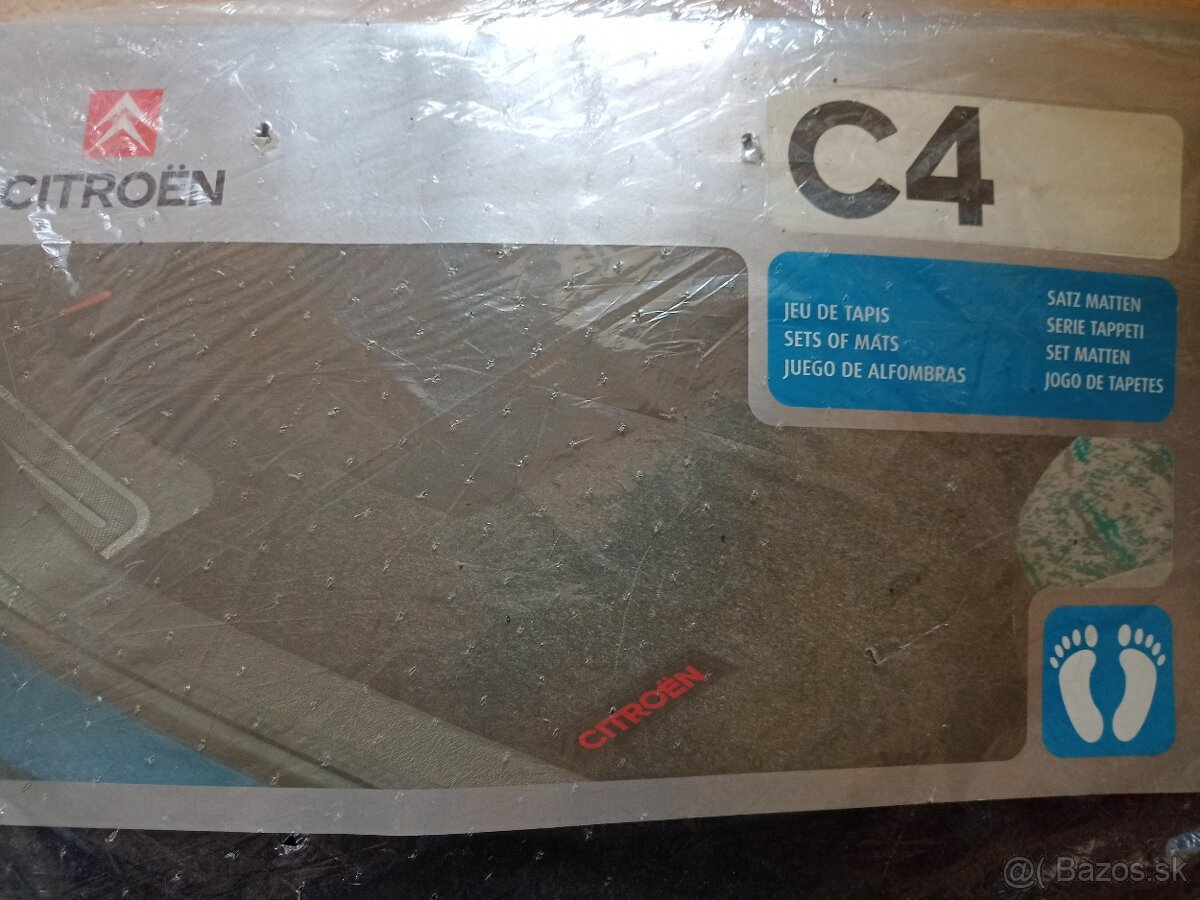 CITROËN
C4
JEU DE TAPIS
SETS OF MATS
JUEGO DE ALFOMBRAS
SATZ MATTEN
SERIE TAPPETI
SET MATTEN
JOGO DE TAPETES
CITROËN
@( Bazos.sk